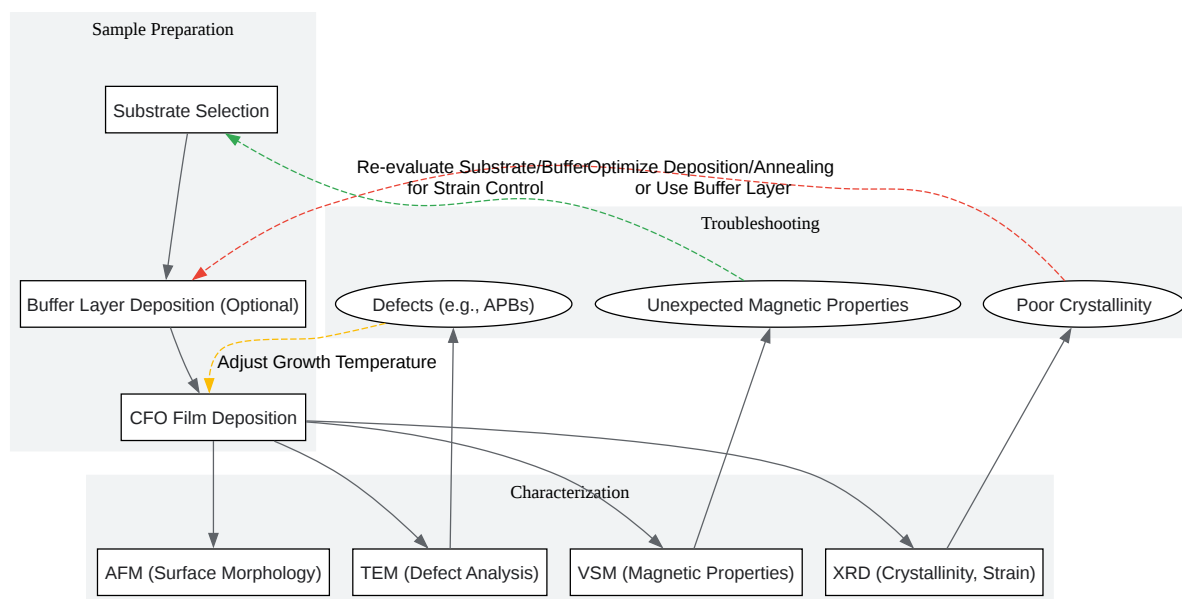 Sample Preparation
Substrate Selection
Re-evaluate Substrate/Buffer
for Strain Control
Optimize Deposition/Annealing
or Use Buffer Layer
Troubleshooting
Buffer Layer Deposition (Optional)
Defects (e.g., APBs)
Unexpected Magnetic Properties
Poor Crystallinity
Adjust Growth Temperature
CFO Film Deposition
Characterization
AFM (Surface Morphology)
TEM (Defect Analysis)
VSM (Magnetic Properties)
XRD (Crystallinity, Strain)